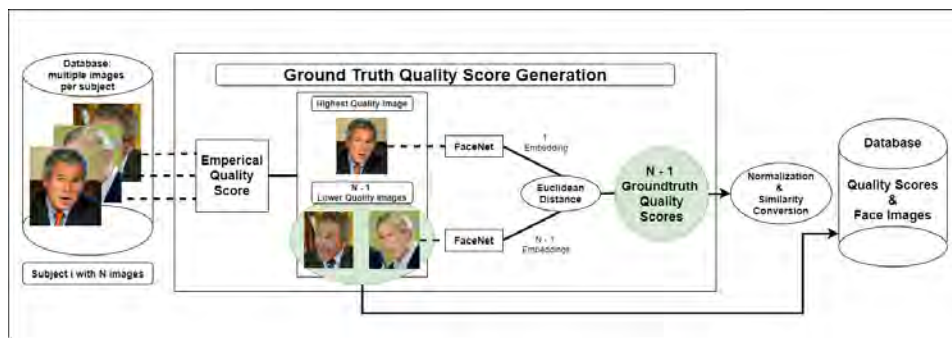 Database:
multiple images
per subject
Subject i with N images
Ground Truth Quality Score Generation
Emperical
Quality
Score
Highest Quality Image
N - 1
Lower Quality Images
FaceNet
FaceNet
1
Embedding
N - 1
Embeddings
Euclidean
Distance
N - 1
Groundtruth
Quality
Scores
Normalization
&
Similarity
Conversion
Database
Quality Scores
&
Face Images